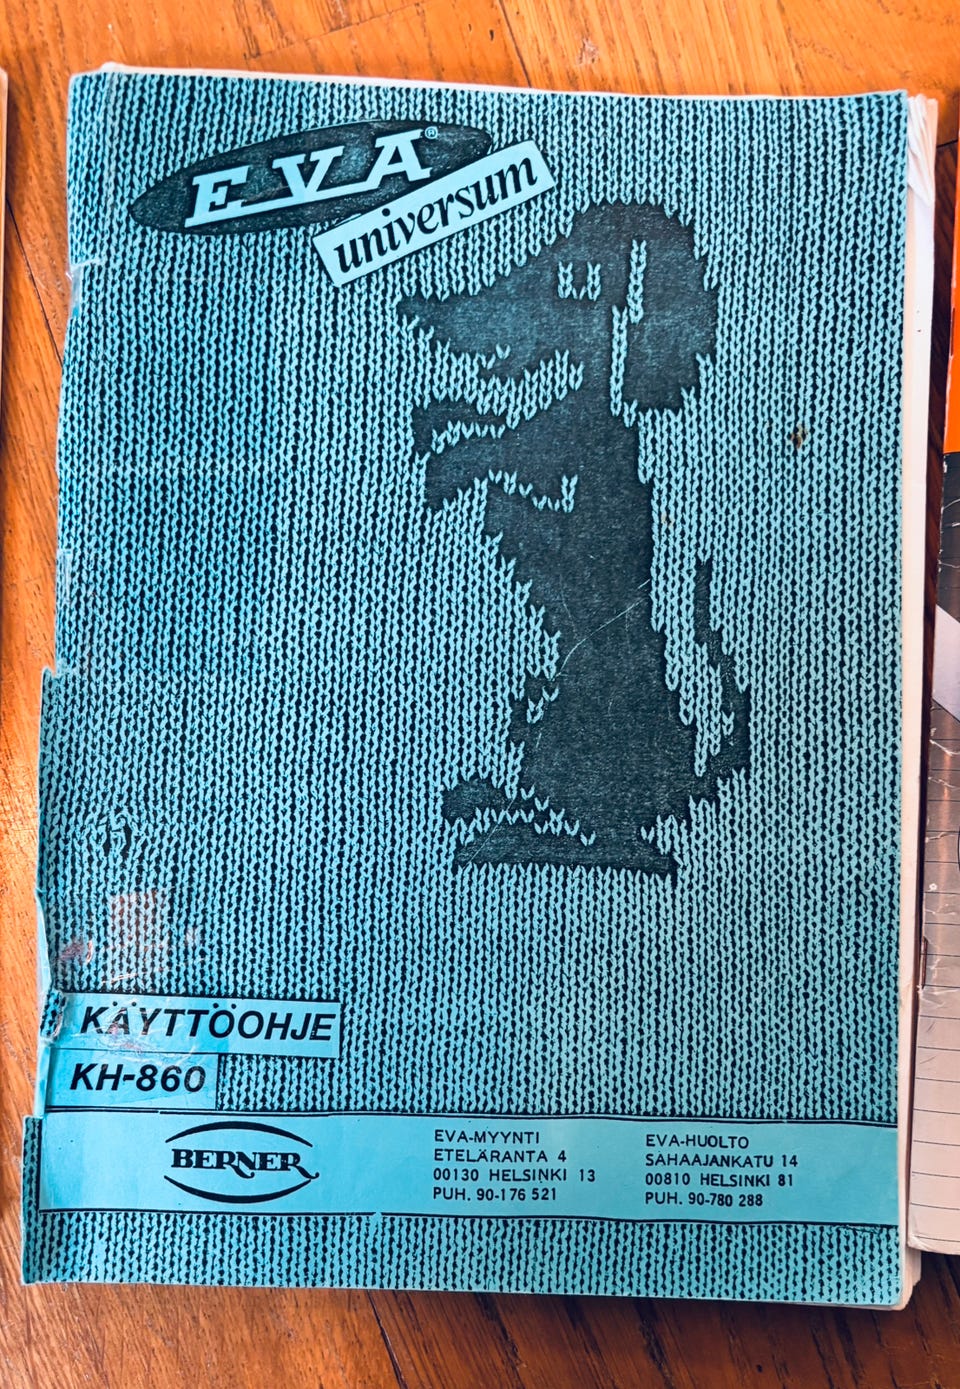 EVA®
universum
KÄYTTÖOHJE
KH-860
BERNER
EVA-MYYNTI
ETELÄRANTA 4
00130 HELSINKI 13
PUH. 90-176 521
EVA-HUOLTO
SAHAAJANKATU 14
00810 HELSINKI 81
PUH. 90-780 288